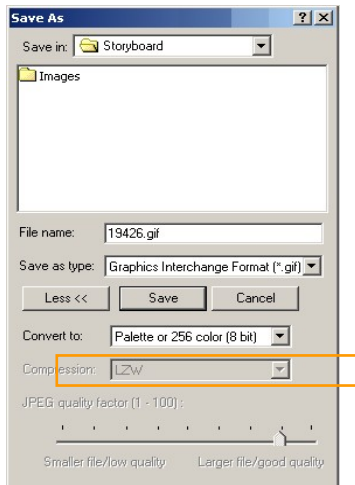 Save As
Save in: Storyboard
Images
File name: 19426.gif
Save as type: Graphics Interchange Format (*.gif)
Less << Save Cancel
Convert to: Palette or 256 color (8 bit)
Compression: LZW
JPEG quality factor (1 - 100) :
Smaller file/low quality Larger file/good quality